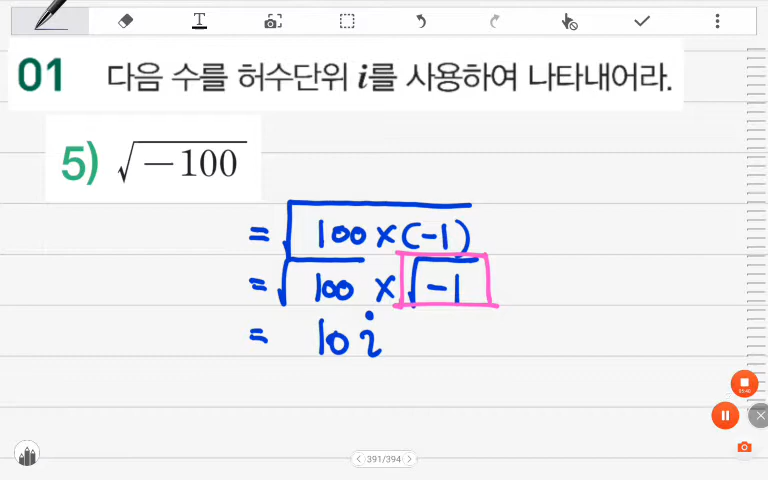 T
01 다음 수를 허수단위 i를 사용하여 나타내어라.
5) √-100
= √100×(-1)
= √100 × √-1
= 10i
391/394